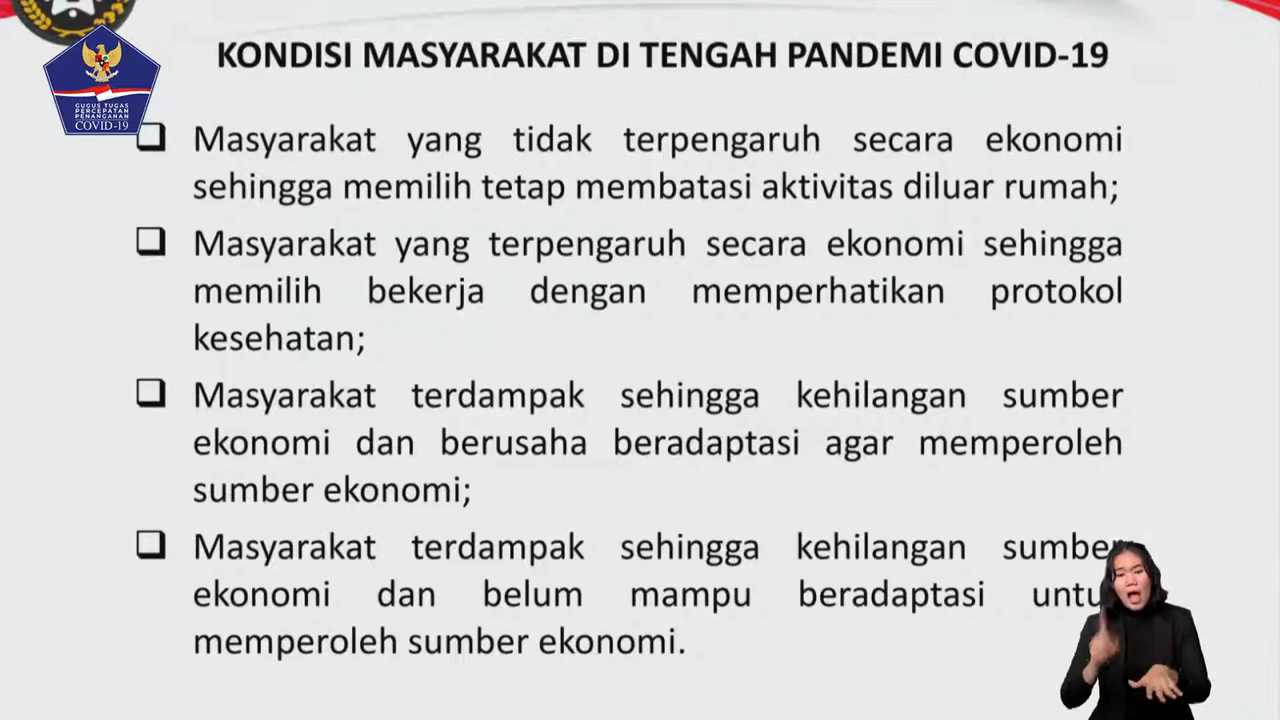 KONDISI MASYARAKAT DI TENGAH PANDEMI COVID-19
GUGUS TUGAS
PERCEPATAN
PENANGANAN
COVID-19
Masyarakat yang tidak terpengaruh secara ekonomi
sehingga memilih tetap membatasi aktivitas diluar rumah;
Masyarakat yang terpengaruh secara ekonomi sehingga
memilih bekerja dengan memperhatikan protokol
kesehatan;
Masyarakat terdampak sehingga kehilangan sumber
ekonomi dan berusaha beradaptasi agar memperoleh
sumber ekonomi;
Masyarakat terdampak sehingga kehilangan sumber
ekonomi dan belum mampu beradaptasi untuk
memperoleh sumber ekonomi.